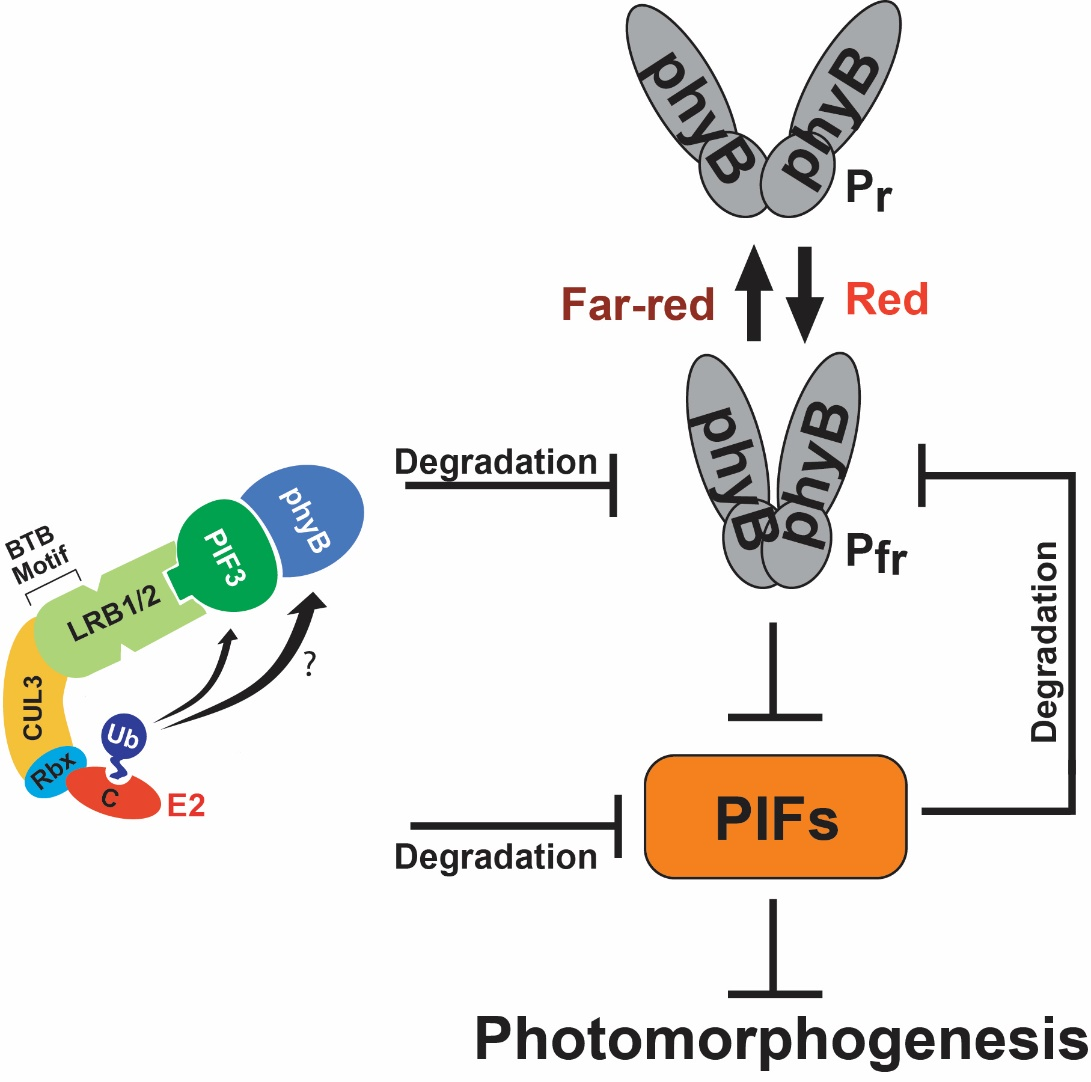 phyB
phyB
Pr
Far-red
Red
phyB
phyB
Pfr
Degradation
phyB
PIF3
BTB
Motif
LRB1/2
?
CUL3
Ub
Rbx
C
E2
Degradation
PIFs
Degradation
Photomorphogenesis